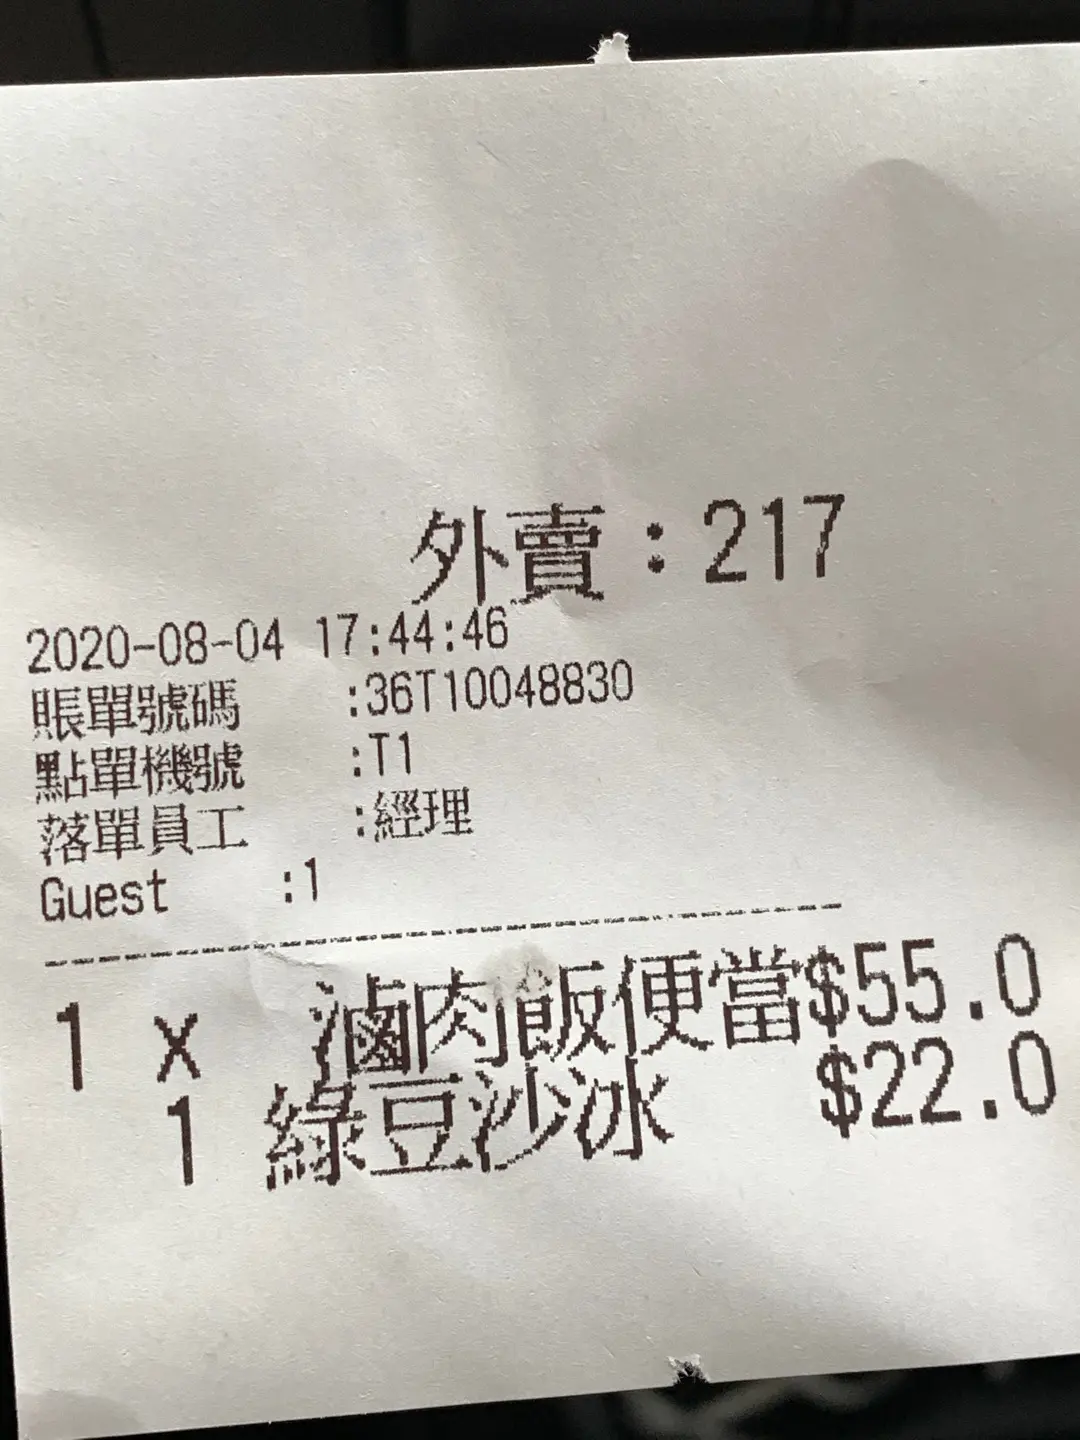 外賣：217
2020-08-04 17:44:46
賬單號碼 :36T10048830
點單機號 :T1
落單員工 :經理
Guest :1
1 x 滷肉飯便當$55.0
1 綠豆沙冰 $22.0